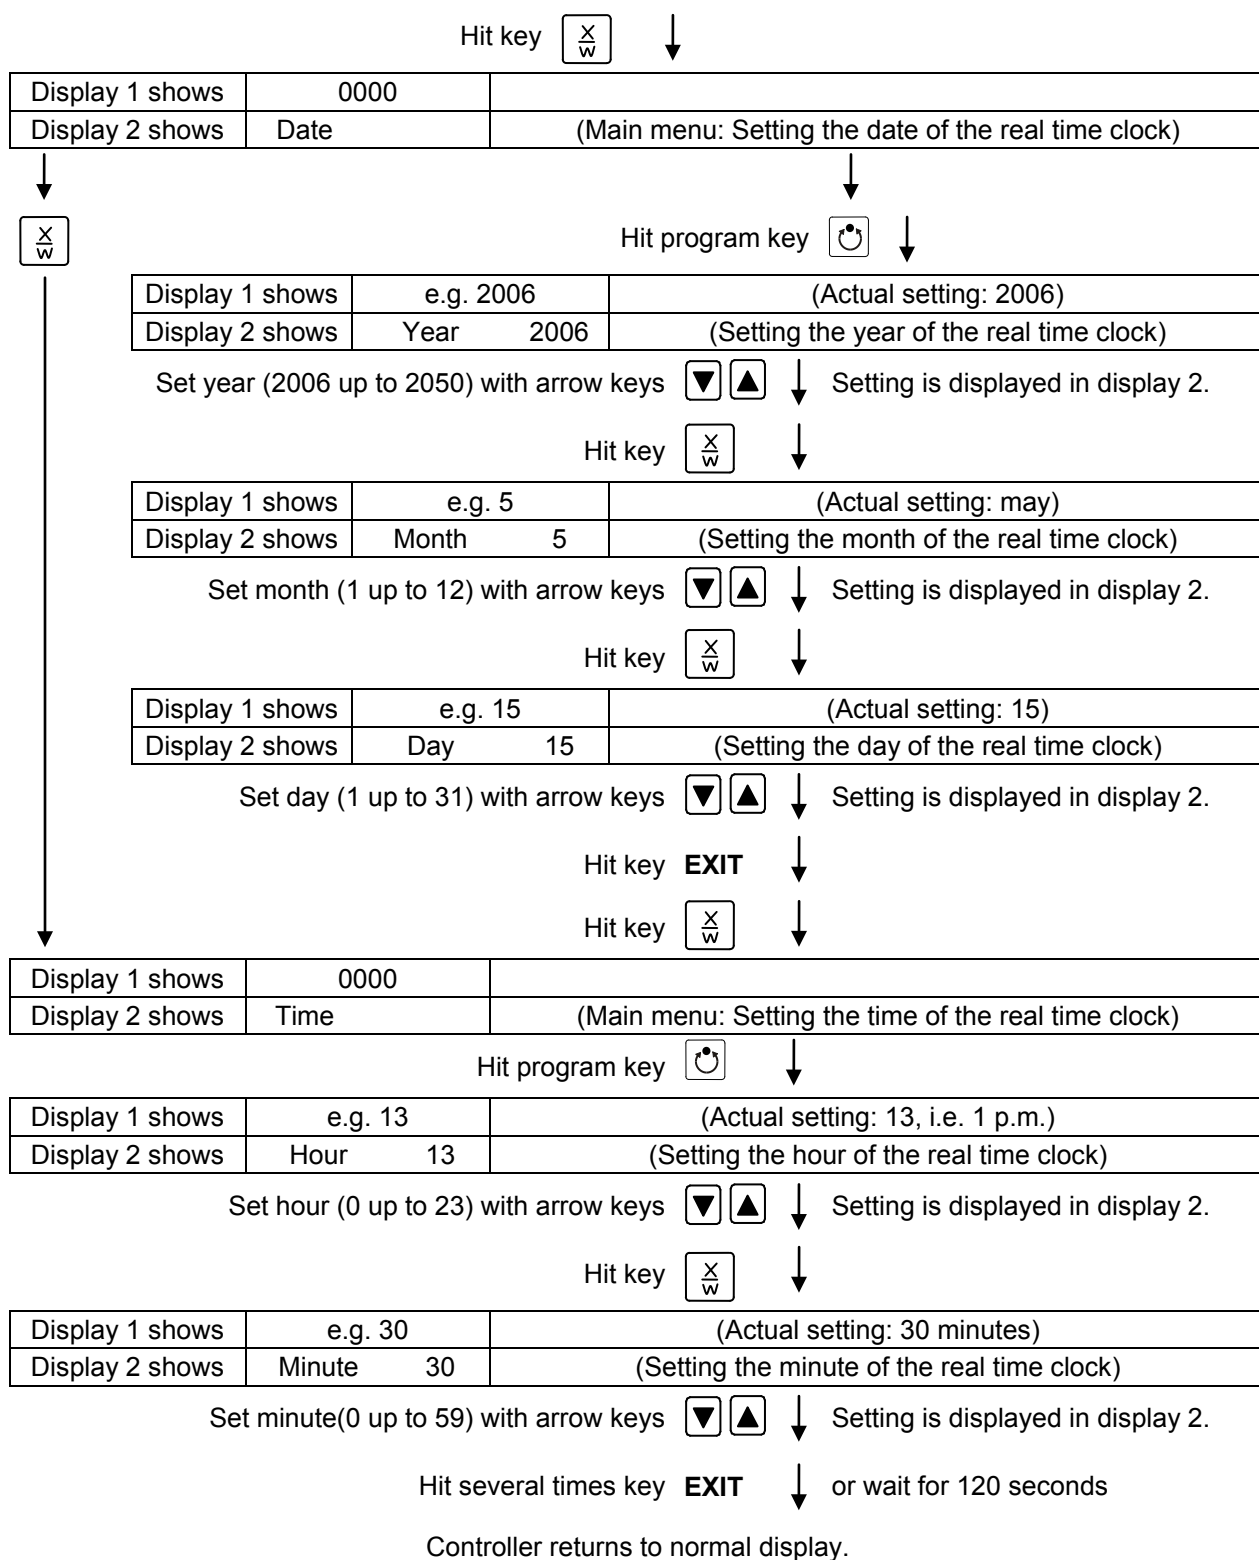 Hit key X W
Display 1 shows 0000
Display 2 shows Date (Main menu: Setting the date of the real time clock)
X W
Hit program key
Display 1 shows e.g. 2006 (Actual setting: 2006)
Display 2 shows Year 2006 (Setting the year of the real time clock)
Set year (2006 up to 2050) with arrow keys Setting is displayed in display 2.
Hit key X W
Display 1 shows e.g. 5 (Actual setting: may)
Display 2 shows Month 5 (Setting the month of the real time clock)
Set month (1 up to 12) with arrow keys Setting is displayed in display 2.
Hit key X W
Display 1 shows e.g. 15 (Actual setting: 15)
Display 2 shows Day 15 (Setting the day of the real time clock)
Set day (1 up to 31) with arrow keys Setting is displayed in display 2.
Hit key EXIT
Hit key X W
Display 1 shows 0000
Display 2 shows Time (Main menu: Setting the time of the real time clock)
Hit program key
Display 1 shows e.g. 13 (Actual setting: 13, i.e. 1 p.m.)
Display 2 shows Hour 13 (Setting the hour of the real time clock)
Set hour (0 up to 23) with arrow keys Setting is displayed in display 2.
Hit key X W
Display 1 shows e.g. 30 (Actual setting: 30 minutes)
Display 2 shows Minute 30 (Setting the minute of the real time clock)
Set minute(0 up to 59) with arrow keys Setting is displayed in display 2.
Hit several times key EXIT or wait for 120 seconds
Controller returns to normal display.